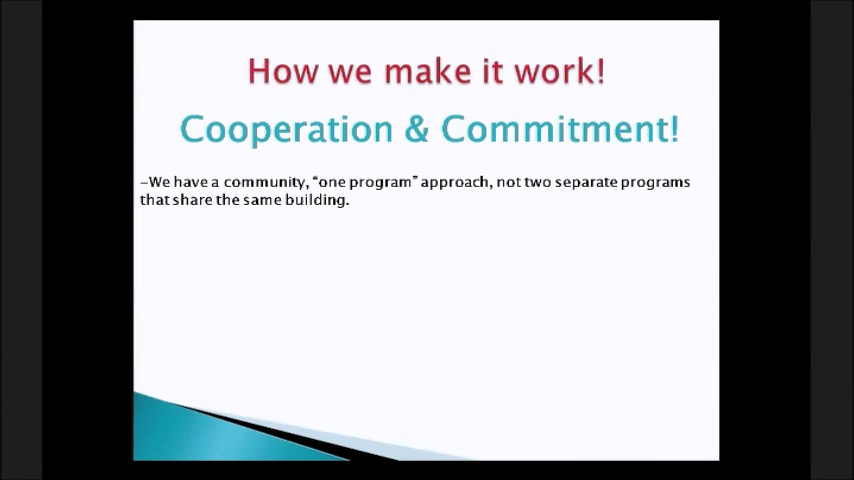 How we make it work!
Cooperation & Commitment!
-We have a community, “one program” approach, not two separate programs
that share the same building.